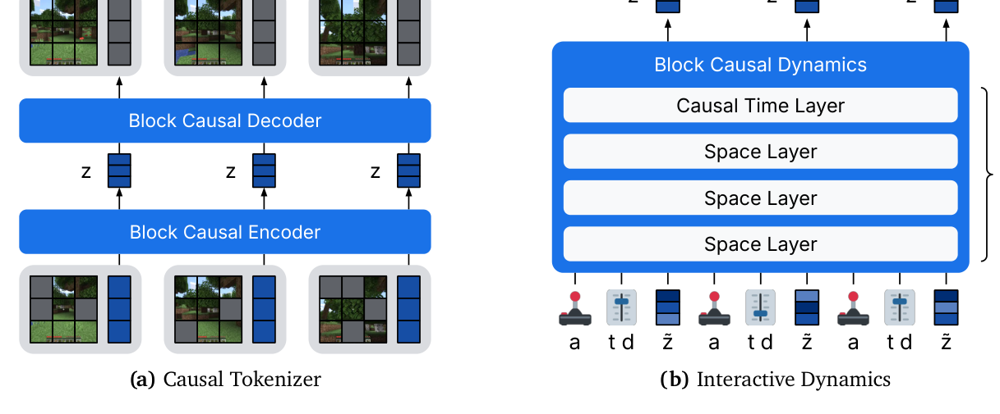 Block Causal Decoder
z z z
Block Causal Encoder
(a) Causal Tokenizer
Block Causal Dynamics
Causal Time Layer
Space Layer
Space Layer
Space Layer
a t d z̃ a t d z̃ a t d z̃
(b) Interactive Dynamics